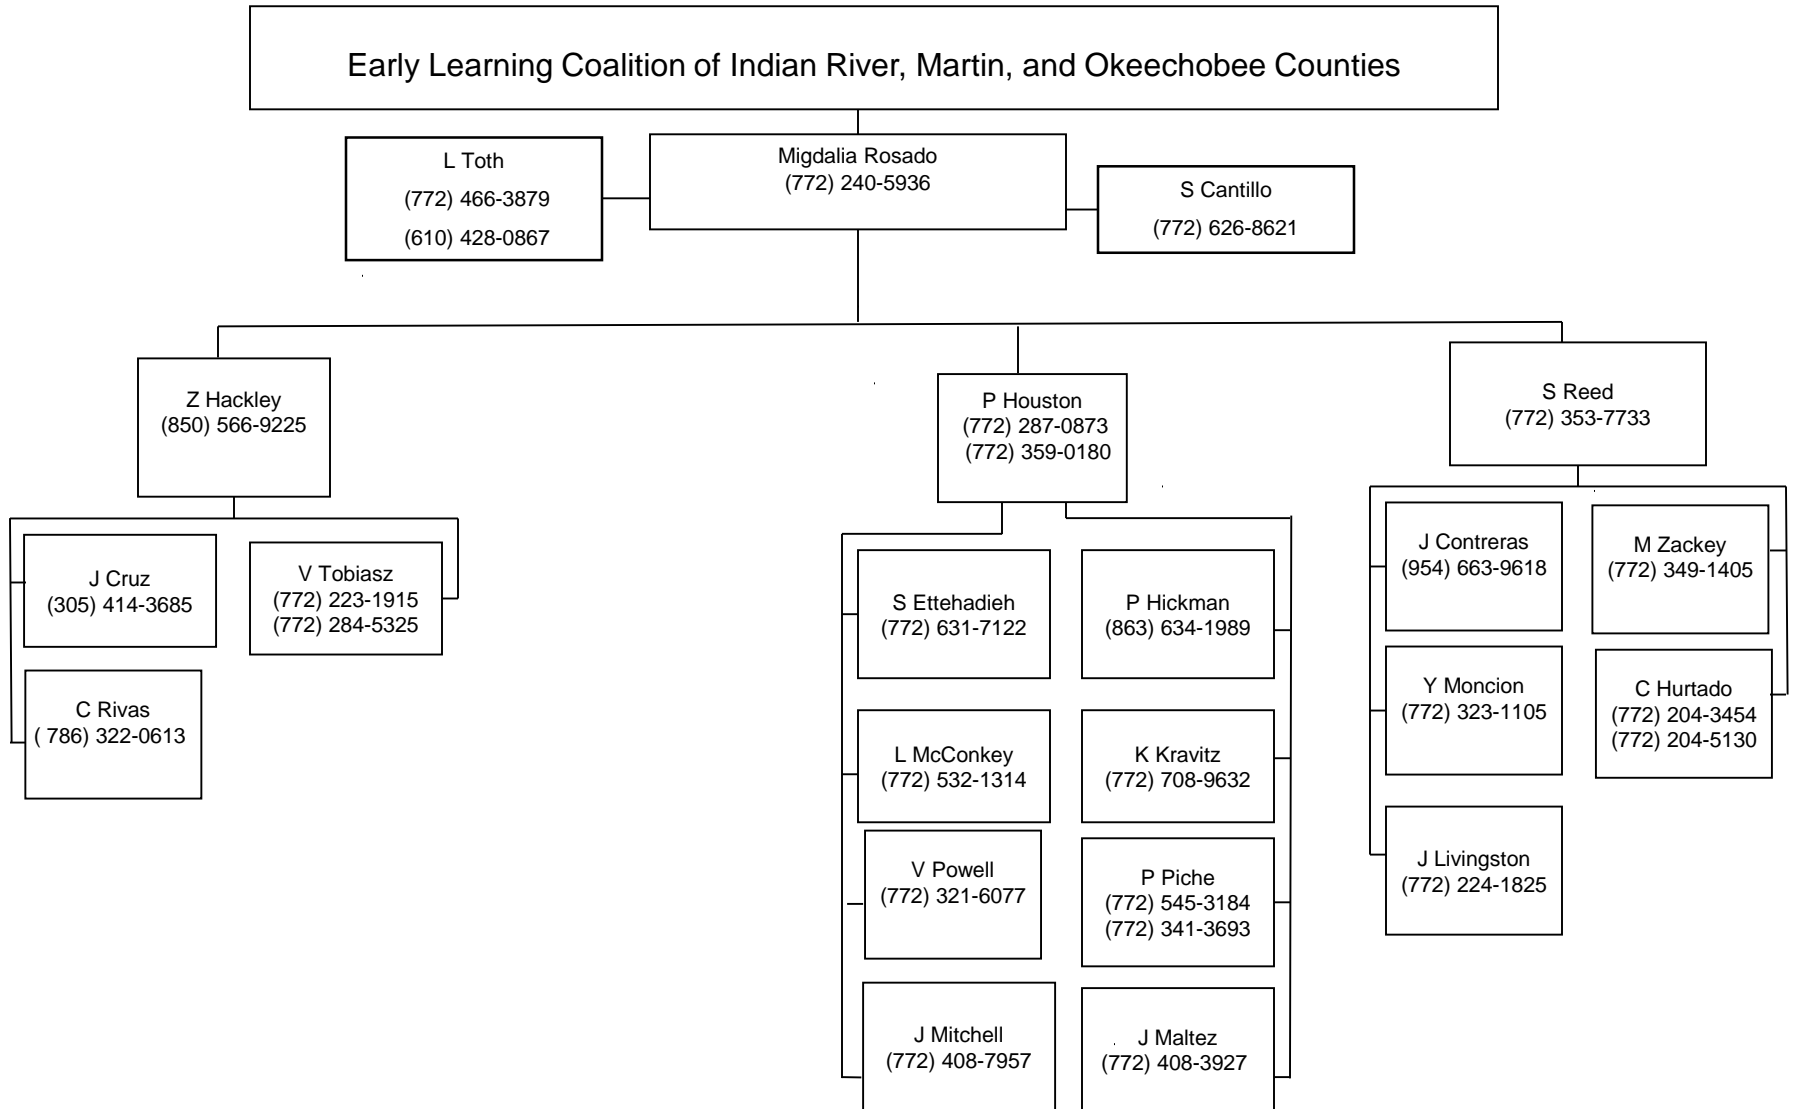 Early Learning Coalition of Indian River, Martin, and Okeechobee Counties
L Toth
(772) 466-3879
(610) 428-0867
Migdalia Rosado
(772) 240-5936
S Cantillo
(772) 626-8621
Z Hackley
(850) 566-9225
P Houston
(772) 287-0873
(772) 359-0180
S Reed
(772) 353-7733
J Cruz
(305) 414-3685
V Tobiasz
(772) 223-1915
(772) 284-5325
C Rivas
( 786) 322-0613
S Ettehadieh
(772) 631-7122
P Hickman
(863) 634-1989
L McConkey
(772) 532-1314
K Kravitz
(772) 708-9632
V Powell
(772) 321-6077
P Piche
(772) 545-3184
(772) 341-3693
J Mitchell
(772) 408-7957
J Maltez
(772) 408-3927
J Contreras
(954) 663-9618
M Zackey
(772) 349-1405
Y Moncion
(772) 323-1105
C Hurtado
(772) 204-3454
(772) 204-5130
J Livingston
(772) 224-1825